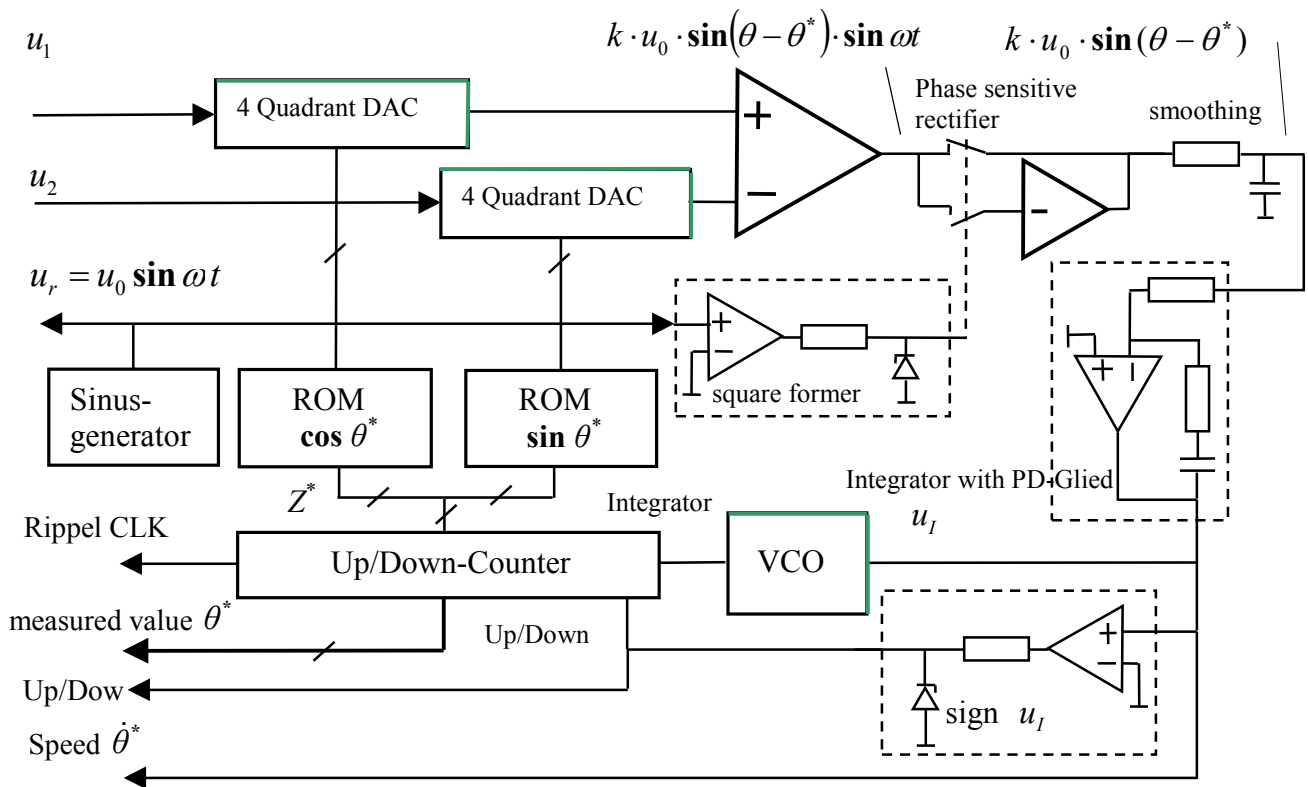 u₁
k · u₀ · sin(θ − θ*) · sin ωt
k · u₀ · sin (θ − θ*)
4 Quadrant DAC
Phase sensitive
rectifier
smoothing
+
−
u₂
4 Quadrant DAC
−
uᵣ = u₀ sin ωt
+
−
square former
+
−
Sinus-
generator
ROM
cos θ*
ROM
sin θ*
Z*
Integrator
Integrator with PD-Glied
u_I
Rippel CLK
Up/Down-Counter
VCO
measured value θ*
Up/Down
+
−
Up/Dow
sign u_I
Speed θ̇*